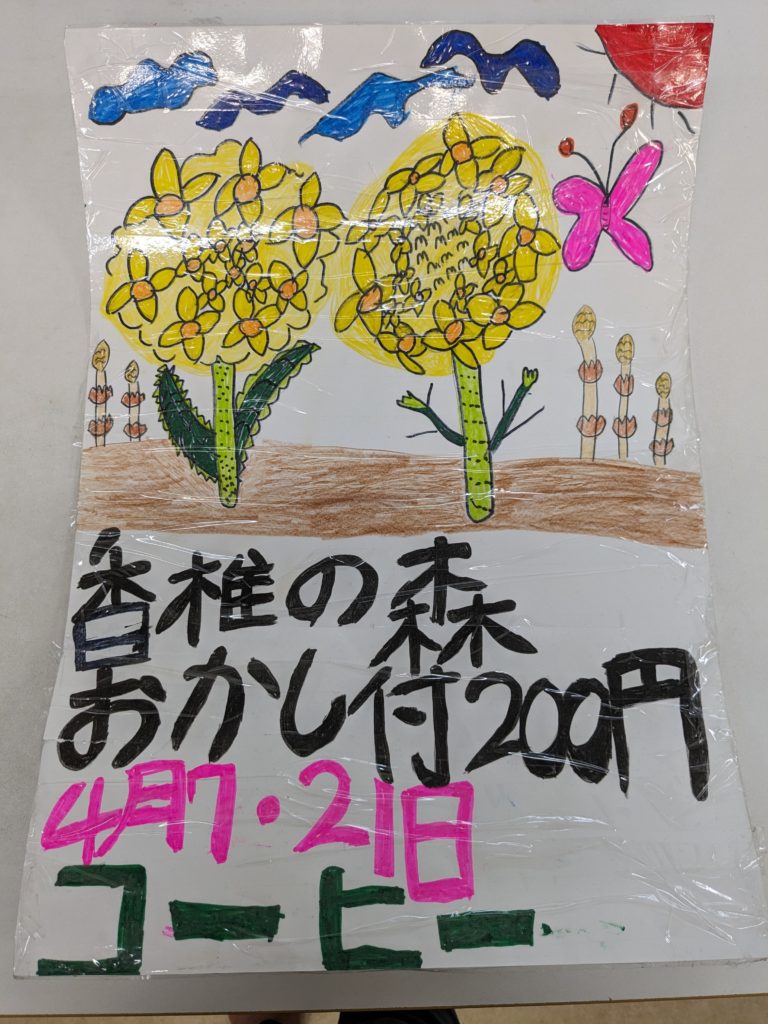 香椎の森
おかし付200円
4月7・21日
コーヒー